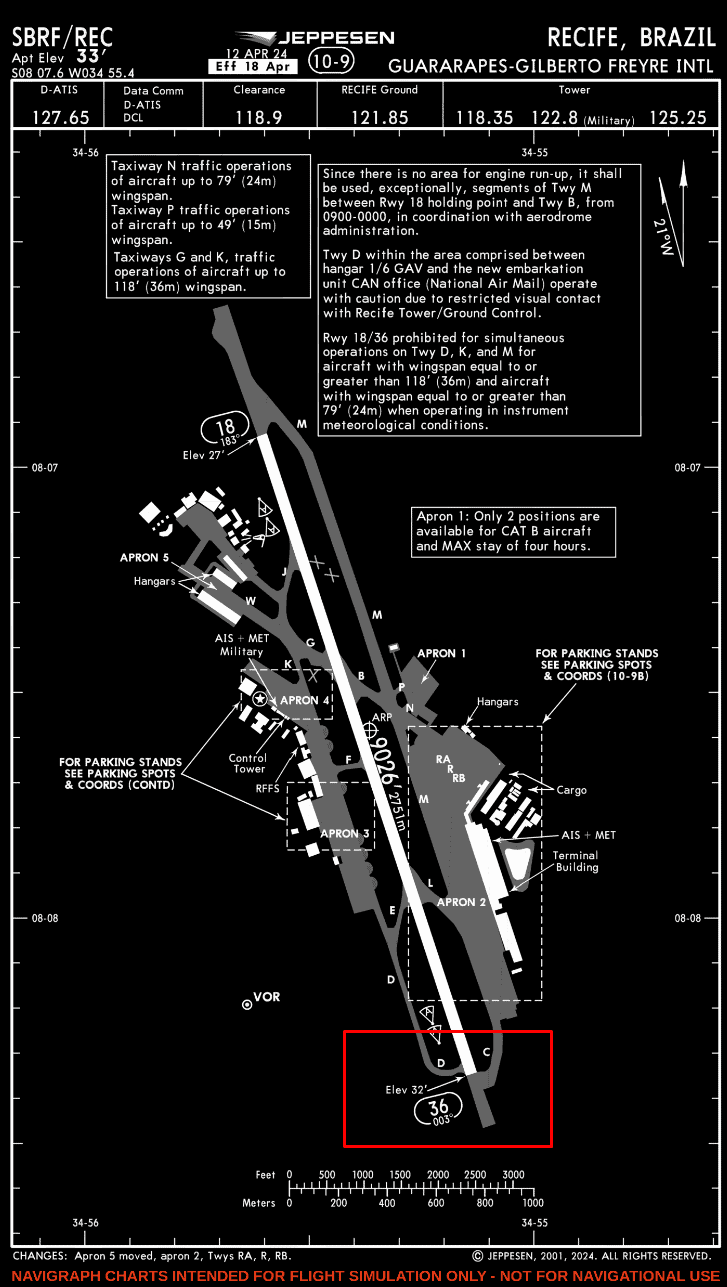 SBRF/REC
Apt Elev 33'
S08 07.6 W034 55.4
JEPPESEN
12 APR 24
Eff 18 Apr
10-9
RECIFE, BRAZIL
GUARARAPES-GILBERTO FREYRE INTL
D-ATIS
127.65
Data Comm
D-ATIS
DCL
Clearance
118.9
RECIFE Ground
121.85
Tower
118.35 122.8 (Military) 125.25
34-56
34-55
Taxiway N traffic operations
of aircraft up to 79' (24m)
wingspan.
Taxiway P traffic operations
of aircraft up to 49' (15m)
wingspan.
Taxiways G and K, traffic
operations of aircraft up to
118' (36m) wingspan.
Since there is no area for engine run-up, it shall
be used, exceptionally, segments of Twy M
between Rwy 18 holding point and Twy B, from
0900-0000, in coordination with aerodrome
administration.
Twy D within the area comprised between
hangar 1/6 GAV and the new embarkation
unit CAN office (National Air Mail) operate
with caution due to restricted visual contact
with Recife Tower/Ground Control.
Rwy 18/36 prohibited for simultaneous
operations on Twy D, K, and M for
aircraft with wingspan equal to or
greater than 118' (36m) and aircraft
with wingspan equal to or greater than
79' (24m) when operating in instrument
meteorological conditions.
21°W
18
183°
M
Elev 27'
08-07
08-07
Apron 1: Only 2 positions are
available for CAT B aircraft
and MAX stay of four hours.
APRON 5
Hangars
J
W
M
AIS + MET
Military
G
K
B
APRON 1
P
N
FOR PARKING STANDS
SEE PARKING SPOTS
& COORDS (10-9B)
APRON 4
Hangars
ARP
Control
Tower
FOR PARKING STANDS
SEE PARKING SPOTS
& COORDS (CONTD)
RFFS
F
9026' 2751m
RA
R
RB
M
Cargo
APRON 3
AIS + MET
Terminal
Building
L
APRON 2
E
08-08
08-08
D
VOR
D
C
Elev 32'
36
003°
Feet 0 500 1000 1500 2000 2500 3000
Meters 0 200 400 600 800 1000
34-56
34-55
CHANGES: Apron 5 moved, apron 2, Twys RA, R, RB.
© JEPPESEN, 2001, 2024. ALL RIGHTS RESERVED.
NAVIGRAPH CHARTS INTENDED FOR FLIGHT SIMULATION ONLY - NOT FOR NAVIGATIONAL USE